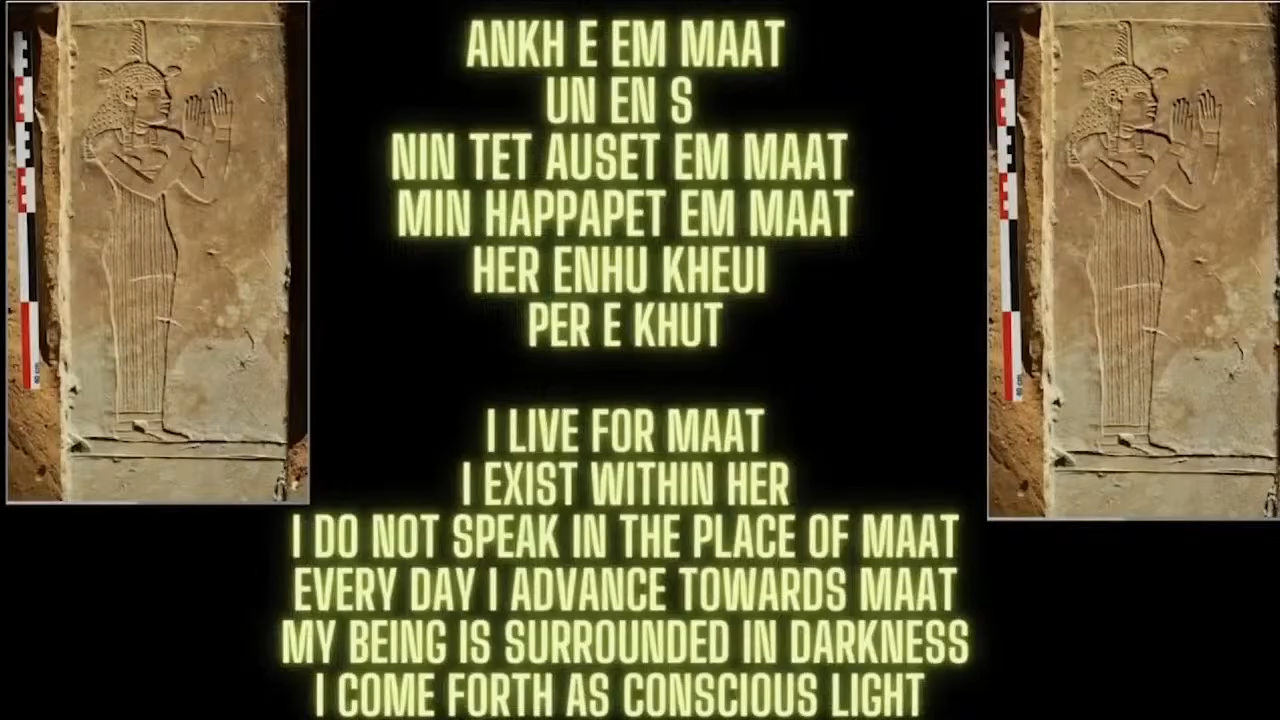 ANKH E EM MAAT
UN EN S
NIN TET AUSET EM MAAT
MIN HAPPAPET EM MAAT
HER ENHU KHEUI
PER E KHUT
I LIVE FOR MAAT
I EXIST WITHIN HER
I DO NOT SPEAK IN THE PLACE OF MAAT
EVERY DAY I ADVANCE TOWARDS MAAT
MY BEING IS SURROUNDED IN DARKNESS
I COME FORTH AS CONSCIOUS LIGHT